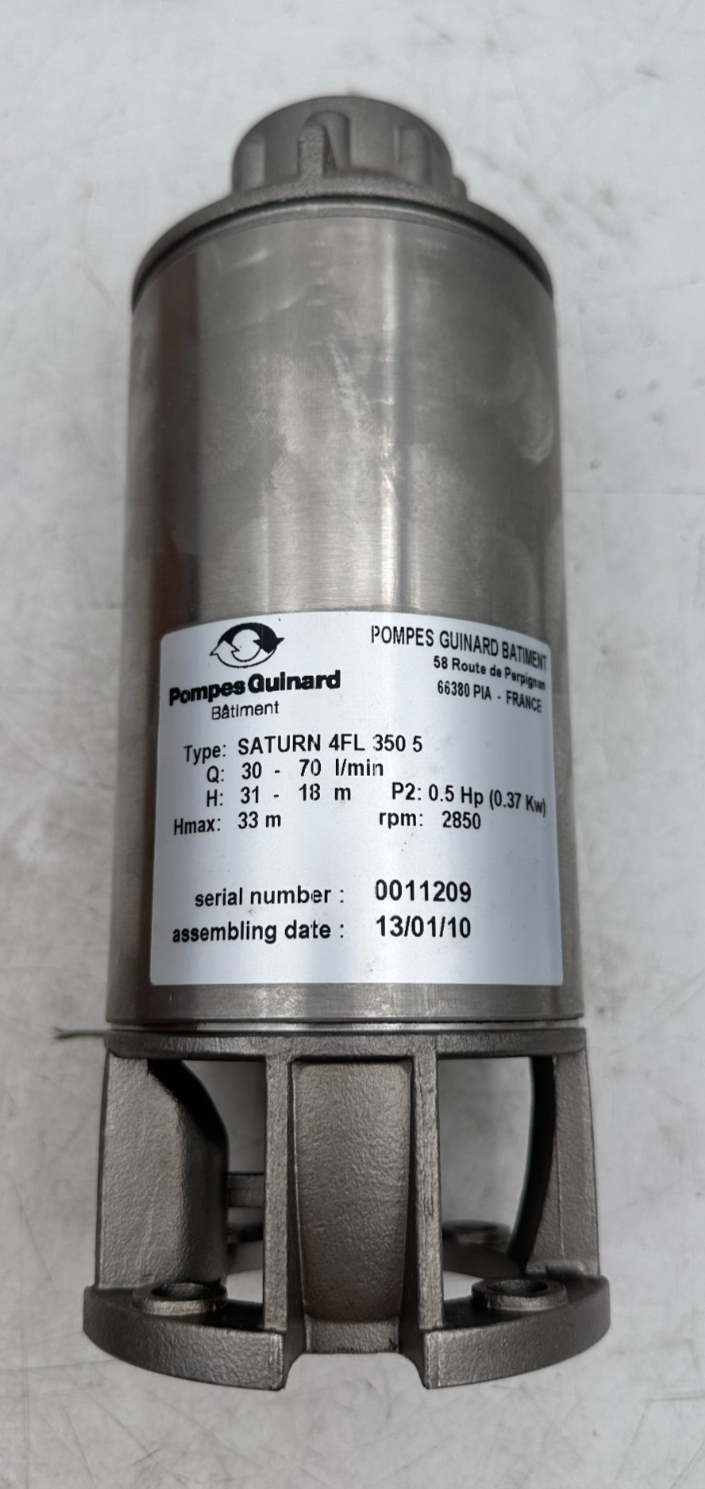 Pompes Guinard
Bâtiment
POMPES GUINARD BATIMENT
58 Route de Perpignan
66380 PIA - FRANCE
Type: SATURN 4FL 350 5
Q: 30 - 70 l/min
H: 31 - 18 m P2: 0.5 Hp (0.37 Kw)
Hmax: 33 m rpm: 2850
serial number : 0011209
assembling date : 13/01/10